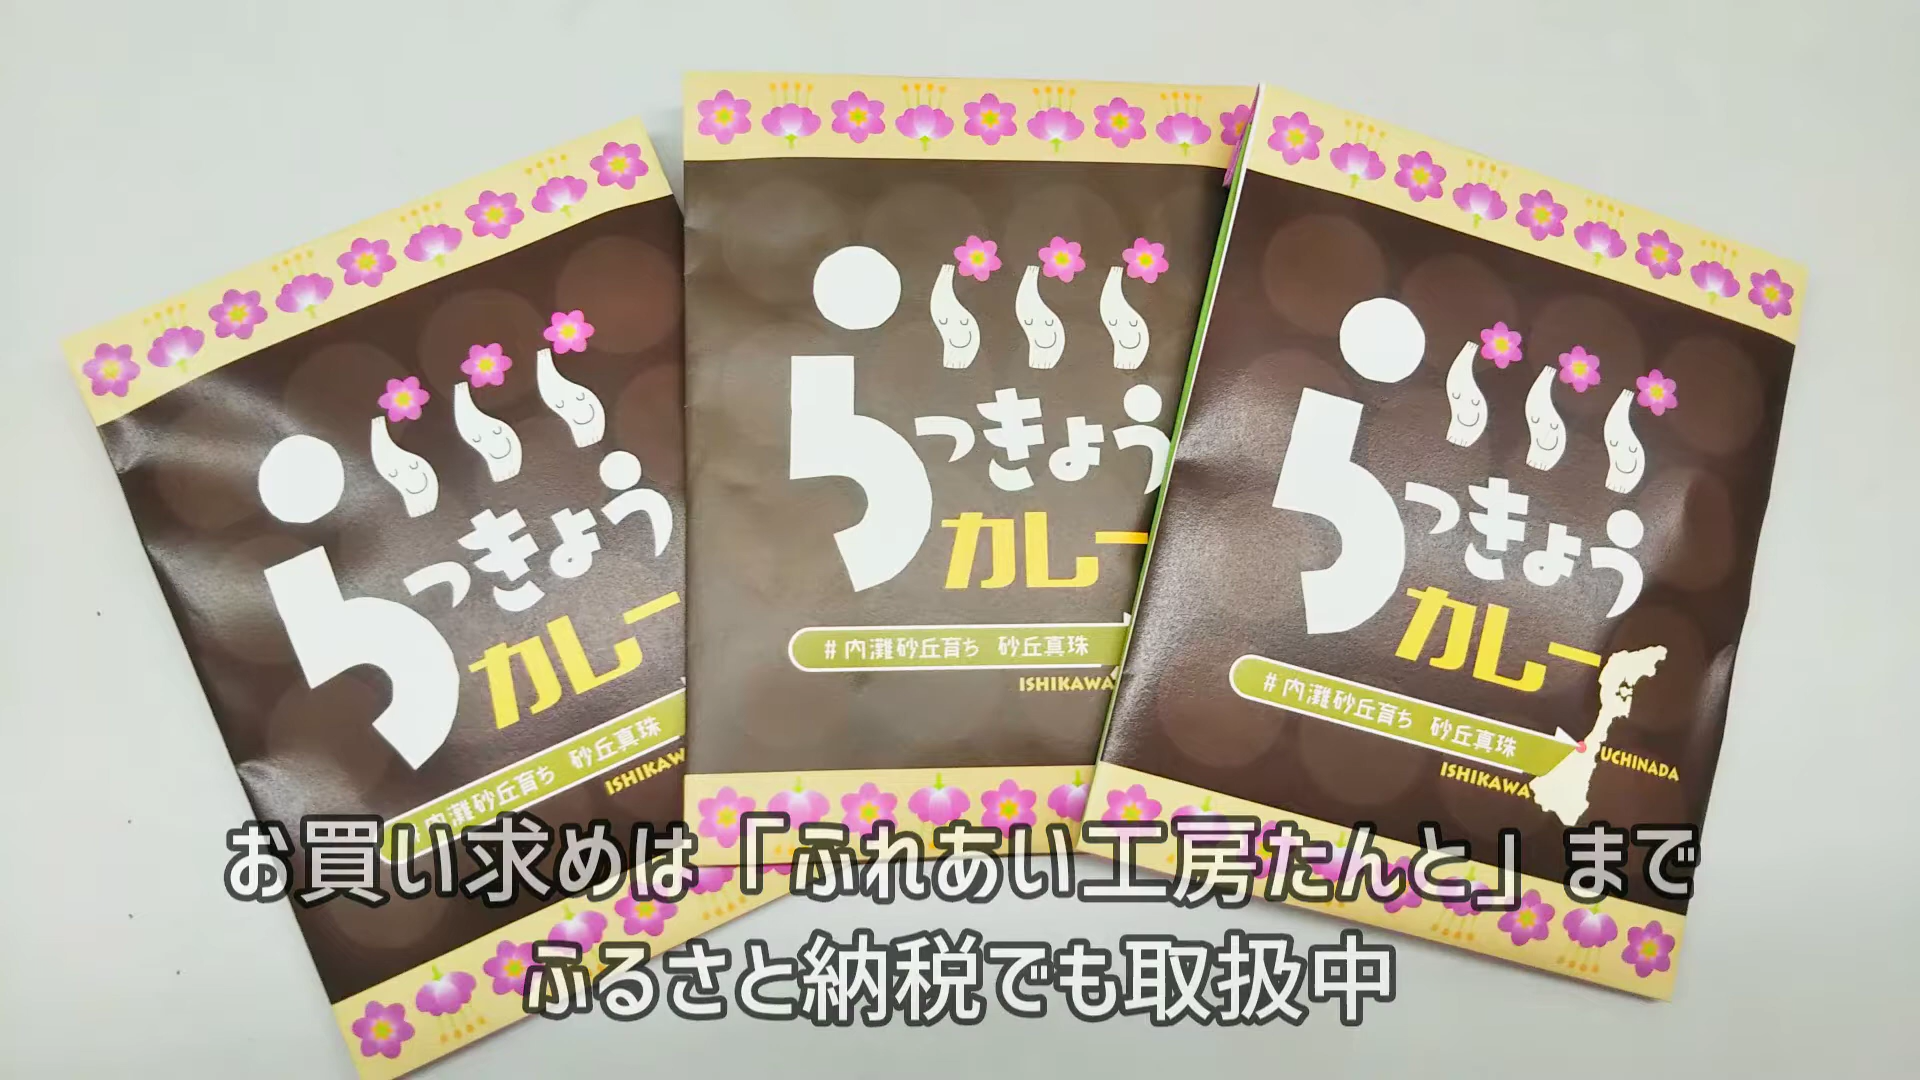 らっきょう
カレー
#内灘砂丘育ち 砂丘真珠
ISHIKAW
らっきょう
カレー
#内灘砂丘育ち 砂丘真珠
ISHIKAWA
らっきょう
カレー
#内灘砂丘育ち 砂丘真珠
UCHINADA
ISHIKAWA
お買い求めは「ふれあい工房たんと」まで
ふるさと納税でも取扱中